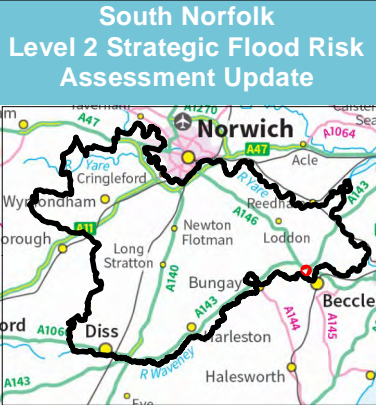 South Norfolk
Level 2 Strategic Flood Risk
Assessment Update
A1270
A47
Norwich
A1064
A47
Acle
R Yare
Cringleford
R Yare
A143
Wymondham
Reedham
A146
A11
Newton
Flotman
Loddon
Long
Stratton
A140
Bungay
A143
Beccle
A144
A145
A1066
Diss
Harleston
R Waveney
Halesworth
A143
Eye